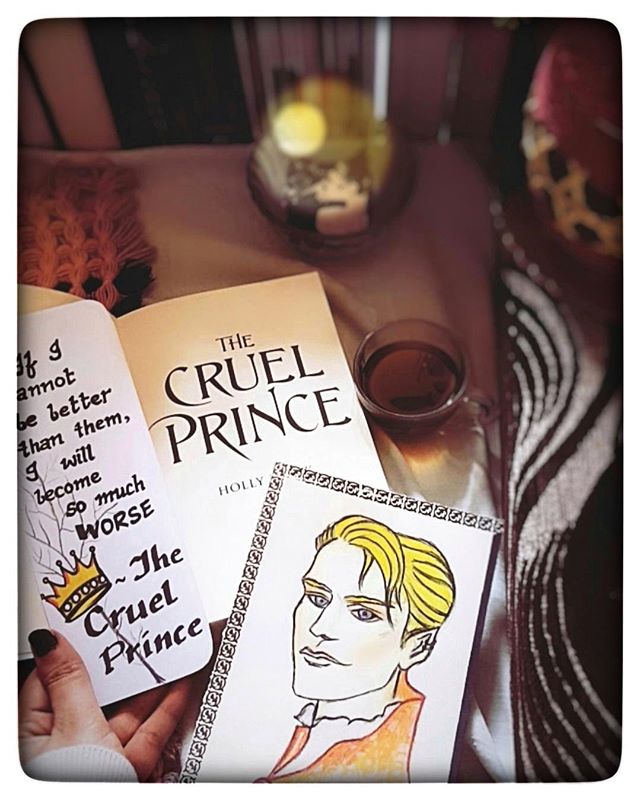 If I
cannot
be better
than them,
I will
become
so much
WORSE
~The
Cruel
Prince
THE
CRUEL
PRINCE
HOLLY